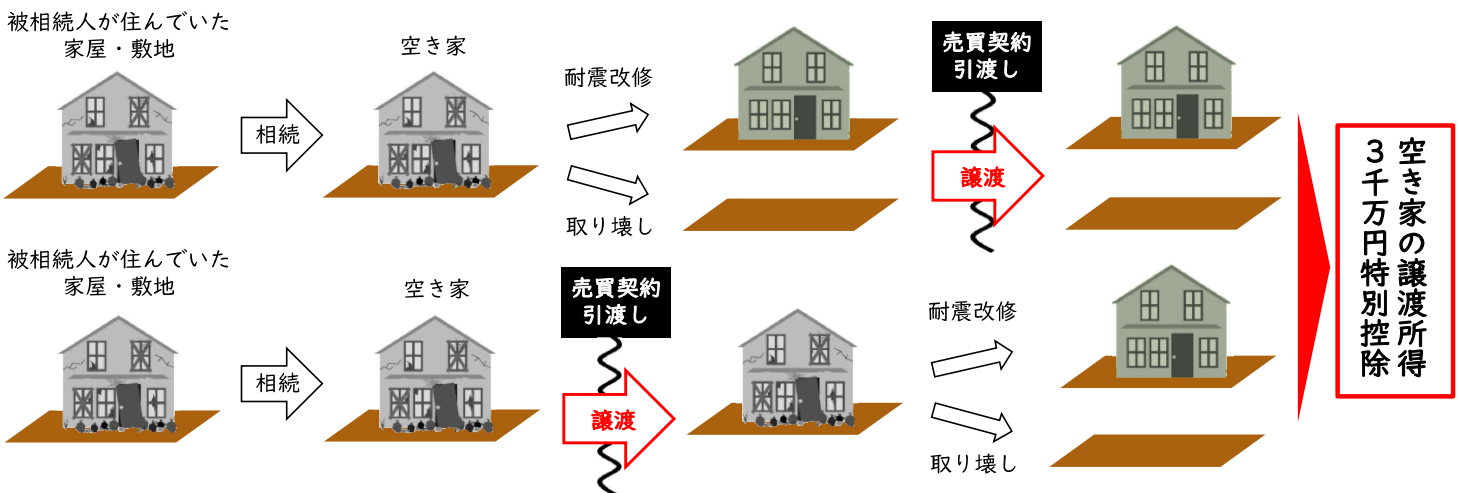 被相続人が住んでいた
家屋・敷地
相続
空き家
耐震改修
取り壊し
売買契約
引渡し
譲渡
被相続人が住んでいた
家屋・敷地
相続
空き家
売買契約
引渡し
譲渡
耐震改修
取り壊し
空き家の譲渡所得
３千万円特別控除